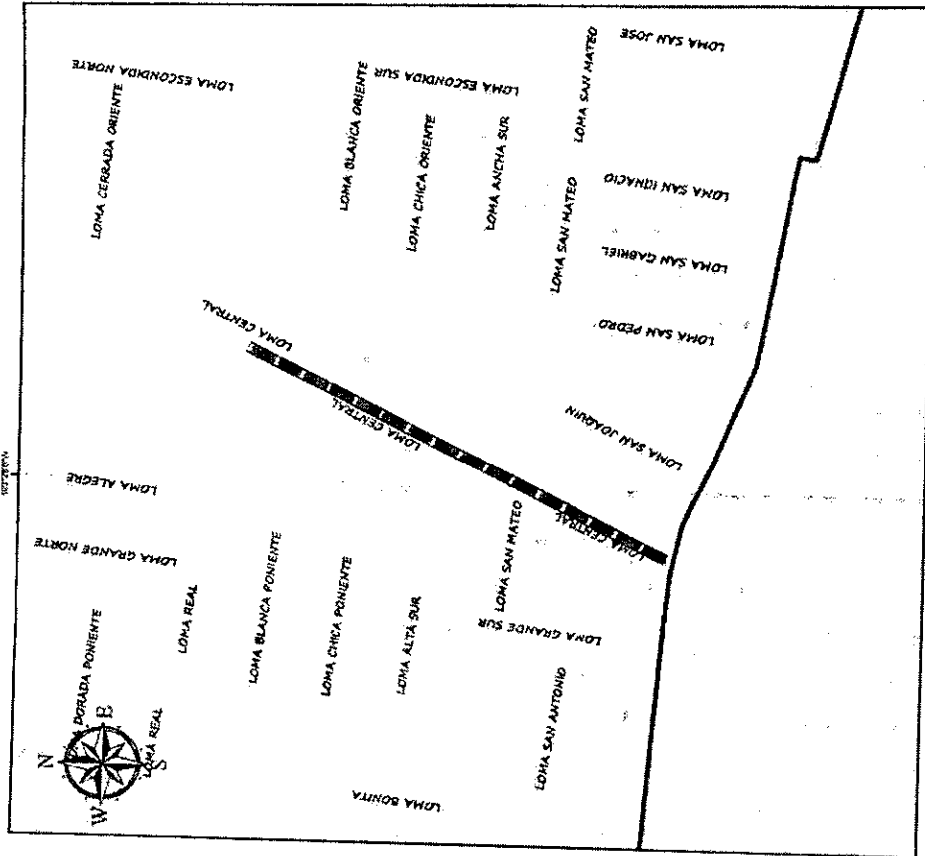 LOMA ESCONDIDA NORTE
LOMA CERRADA ORIENTE
LOMA BLANCA ORIENTE
LOMA ESCONDIDA SUR
LOMA CHICA ORIENTE
LOMA ANCHA SUR
LOMA SAN MATEO
LOMA SAN JOSE
LOMA SAN MATEO
LOMA SAN IGNACIO
LOMA SAN GABRIEL
LOMA SAN PEDRO
LOMA CENTRAL
LOMA CENTRAL
LOMA SAN JOAQUIN
LOMA ALEGRE
LOMA GRANDE NORTE
LOMA REAL
LOMA BLANCA PONIENTE
LOMA CHICA PONIENTE
LOMA ALTA SUR
LOMA SAN MATEO
LOMA CENTRAL
LOMA GRANDE SUR
LOMA SAN ANTONIO
DORADA PONIENTE
LOMA REAL
LOMA BONITA
N
E
S
W